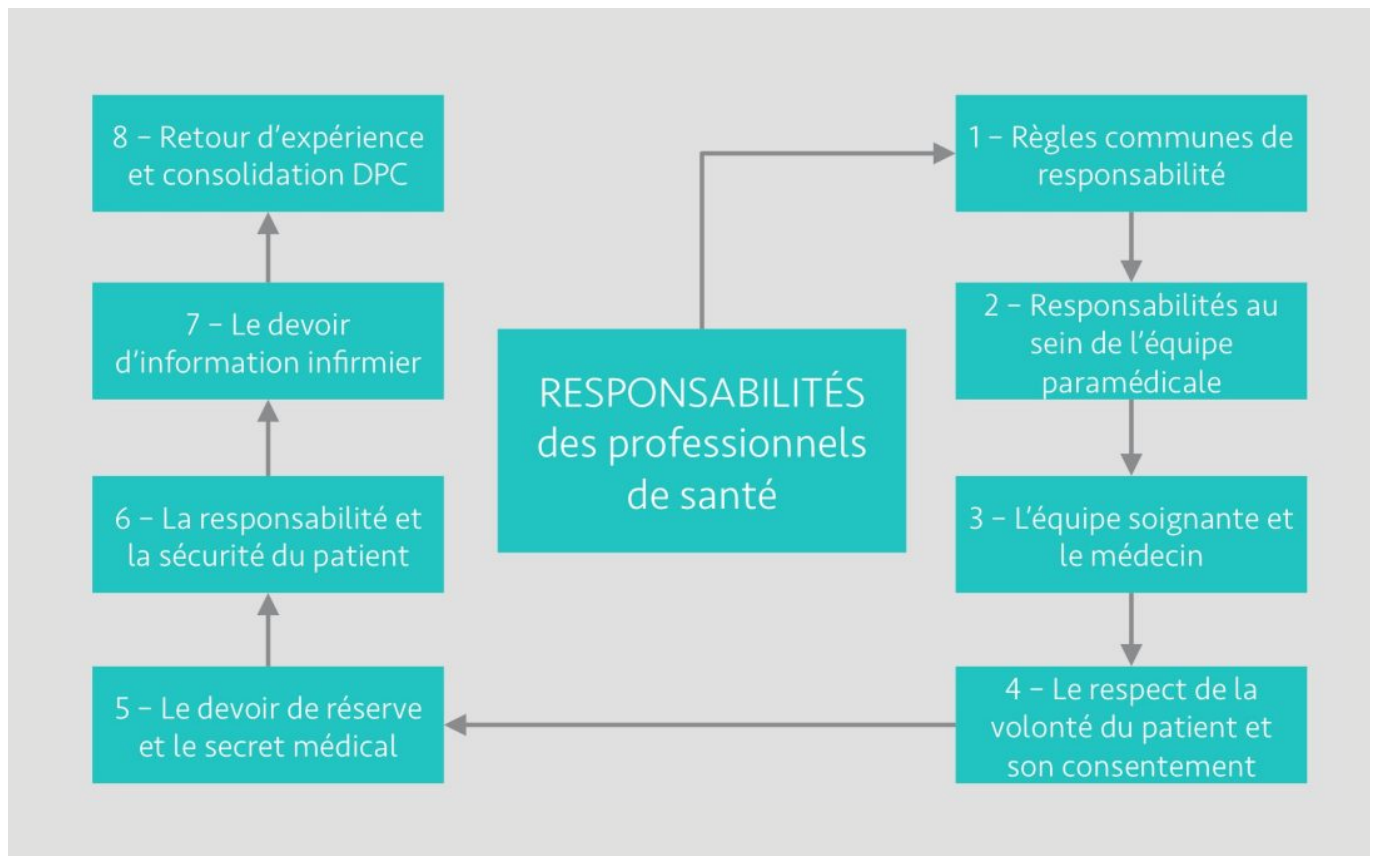 RESPONSABILITÉS
des professionnels
de santé
1 – Règles communes de
responsabilité
2 – Responsabilités au
sein de l’équipe
paramédicale
3 – L’équipe soignante et
le médecin
4 – Le respect de la
volonté du patient et
son consentement
5 – Le devoir de réserve
et le secret médical
6 – La responsabilité et
la sécurité du patient
7 – Le devoir
d’information infirmier
8 – Retour d’expérience
et consolidation DPC